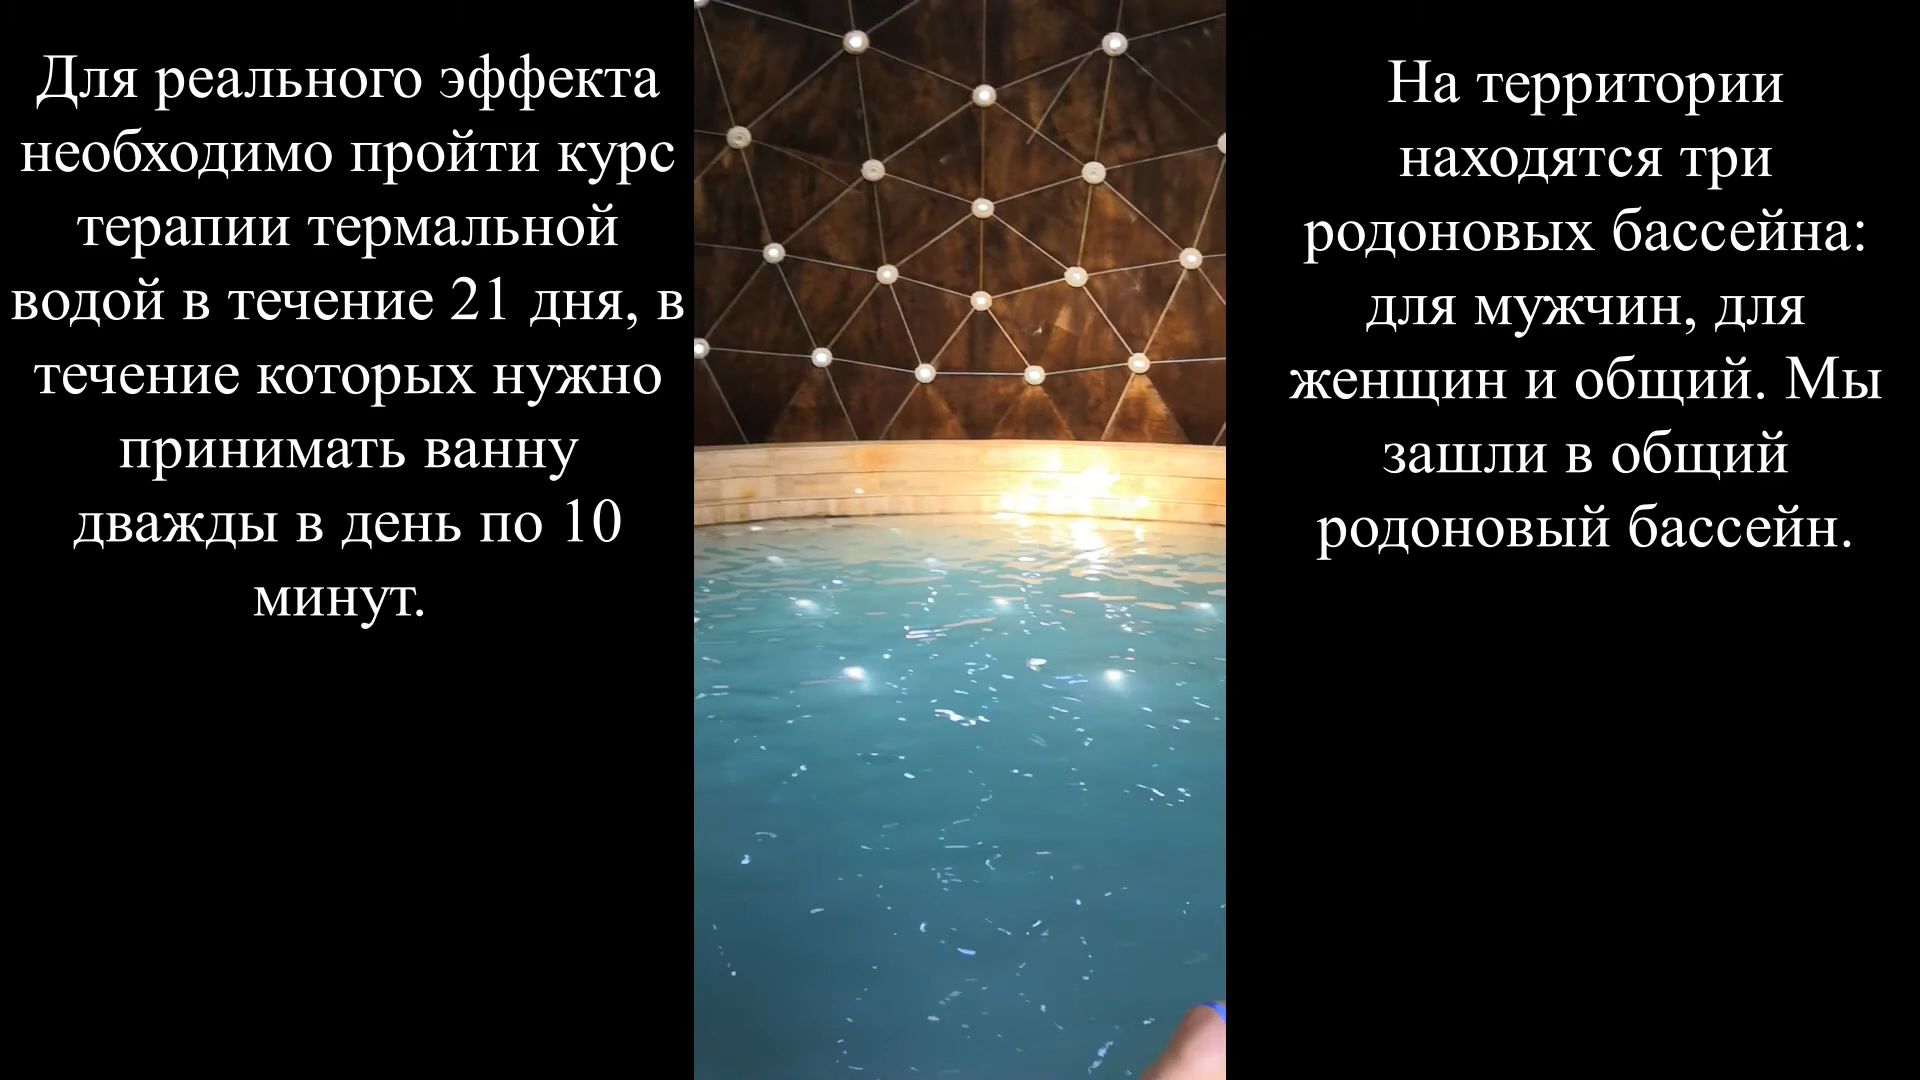 Для реального эффекта
необходимо пройти курс
терапии термальной
водой в течение 21 дня, в
течение которых нужно
принимать ванну
дважды в день по 10
минут.
На территории
находятся три
родоновых бассейна:
для мужчин, для
женщин и общий. Мы
зашли в общий
родоновый бассейн.